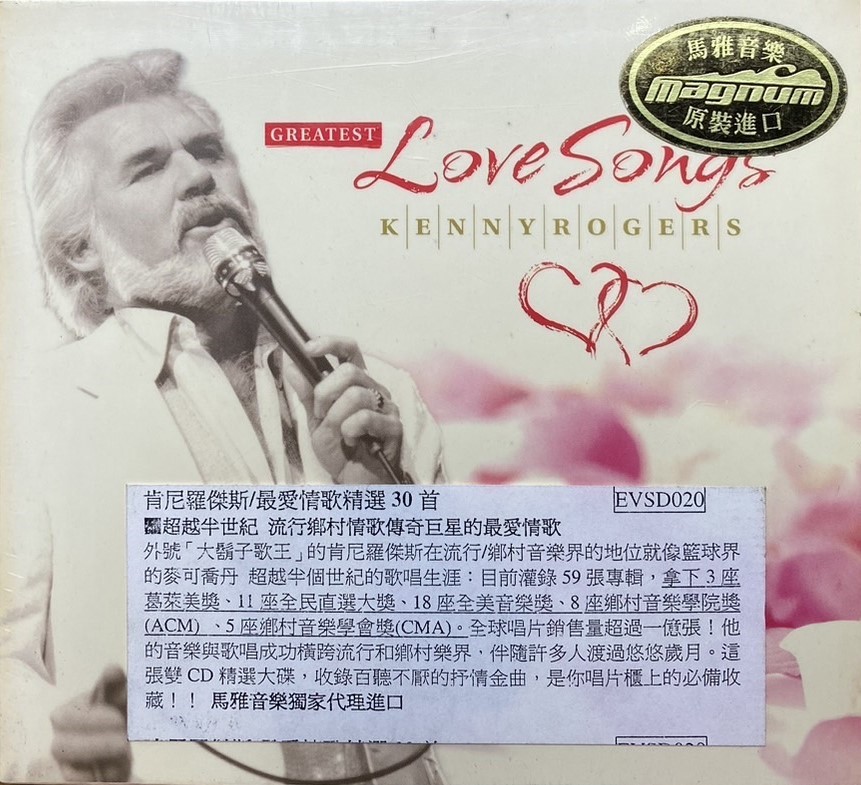 馬雅音樂
magnum
原裝進口
GREATEST
Love Songs
KENNYROGERS
肯尼羅傑斯/最愛情歌精選 30 首 EVSD020
超越半世紀 流行鄉村情歌傳奇巨星的最愛情歌
外號「大鬍子歌王」的肯尼羅傑斯在流行/鄉村音樂界的地位就像籃球界
的麥可喬丹 超越半個世紀的歌唱生涯：目前灌錄 59 張專輯，拿下 3 座
葛萊美獎、11 座全民直選大獎、18 座全美音樂獎、8 座鄉村音樂學院獎
(ACM) 、5 座鄉村音樂學會獎(CMA)。全球唱片銷售量超過一億張！他
的音樂與歌唱成功橫跨流行和鄉村樂界，伴隨許多人渡過悠悠歲月。這
張雙 CD 精選大碟，收錄百聽不厭的抒情金曲，是你唱片櫃上的必備收
藏！！ 馬雅音樂獨家代理進口
EVSD020